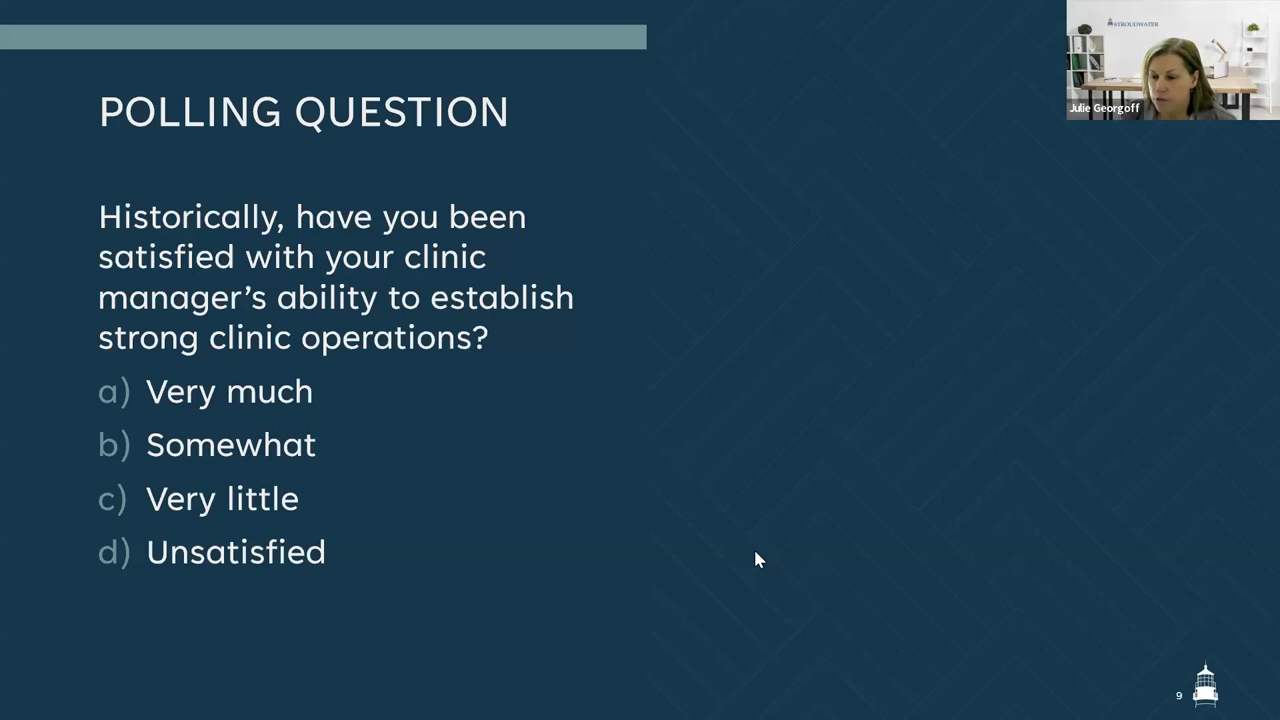 STROUDWATER
Julie Georgoff
POLLING QUESTION
Historically, have you been
satisfied with your clinic
manager’s ability to establish
strong clinic operations?
a) Very much
b) Somewhat
c) Very little
d) Unsatisfied
9